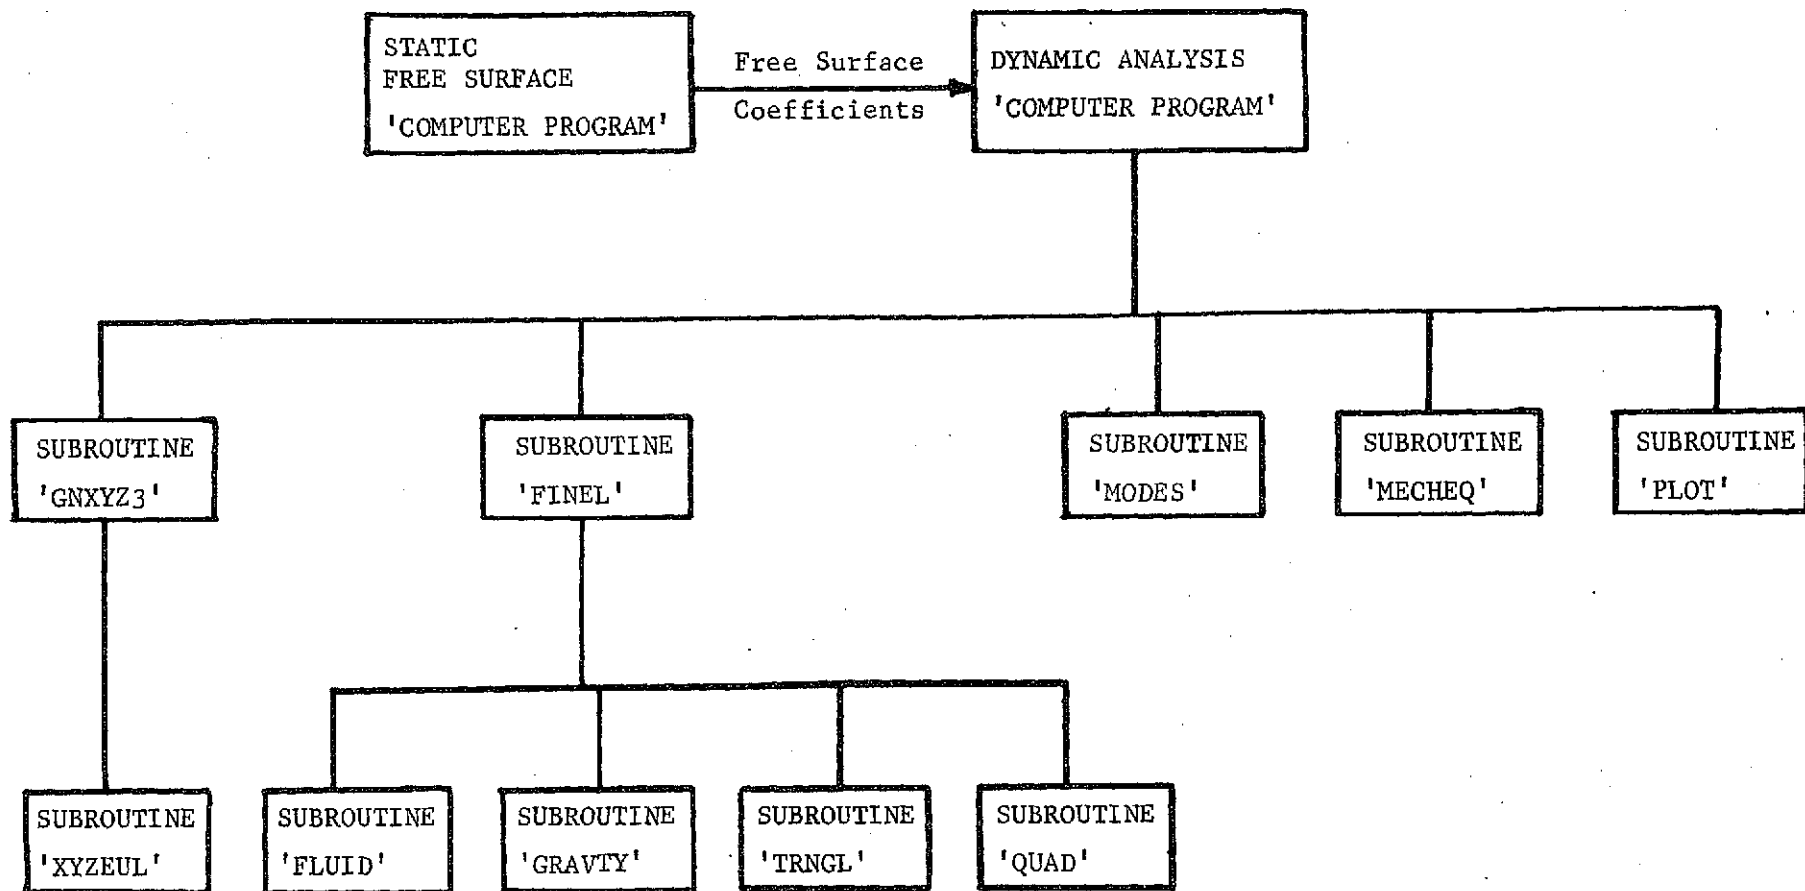 STATIC
FREE SURFACE
'COMPUTER PROGRAM'
Free Surface
Coefficients
DYNAMIC ANALYSIS
'COMPUTER PROGRAM'
SUBROUTINE
'GNXYZ3'
SUBROUTINE
'FINEL'
SUBROUTINE
'MODES'
SUBROUTINE
'MECHEQ'
SUBROUTINE
'PLOT'
SUBROUTINE
'XYZEUL'
SUBROUTINE
'FLUID'
SUBROUTINE
'GRAVTY'
SUBROUTINE
'TRNGL'
SUBROUTINE
'QUAD'